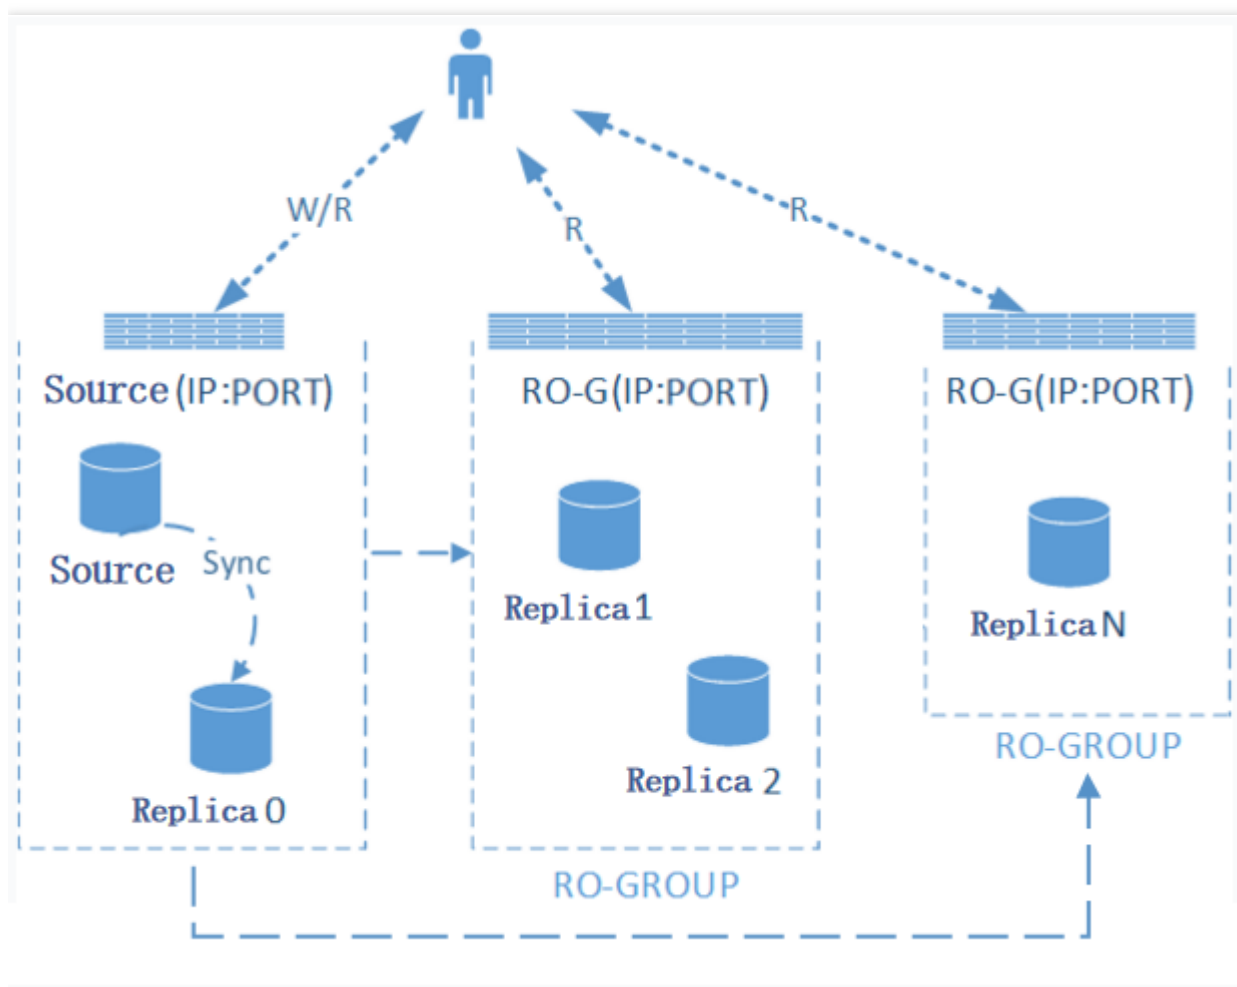 W/R
R
R
Source(IP:PORT)
RO-G(IP:PORT)
RO-G(IP:PORT)
Source
Sync
Replica 0
Replica 1
Replica 2
RO-GROUP
Replica N
RO-GROUP